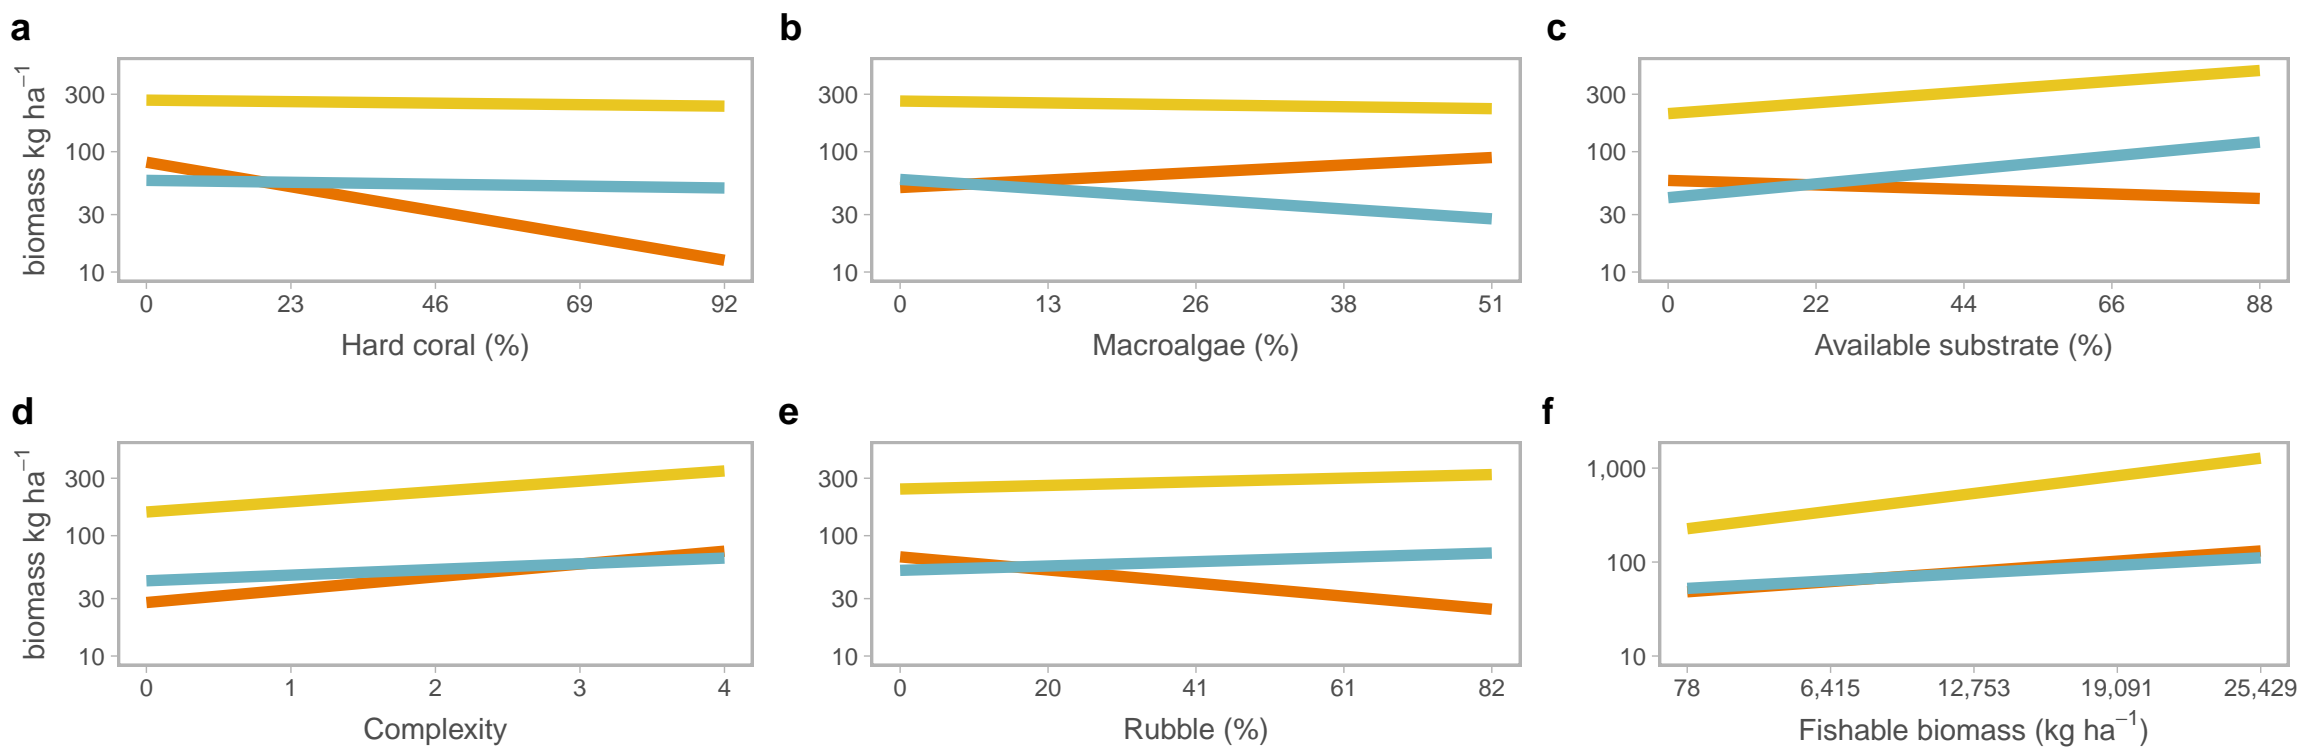 a
b
c
biomass kg ha⁻¹
300
100
30
10
0 23 46 69 92
Hard coral (%)
300
100
30
10
0 13 26 38 51
Macroalgae (%)
300
100
30
10
0 22 44 66 88
Available substrate (%)
d
e
f
biomass kg ha⁻¹
300
100
30
10
0 1 2 3 4
Complexity
300
100
30
10
0 20 41 61 82
Rubble (%)
1,000
100
10
78 6,415 12,753 19,091 25,429
Fishable biomass (kg ha⁻¹)